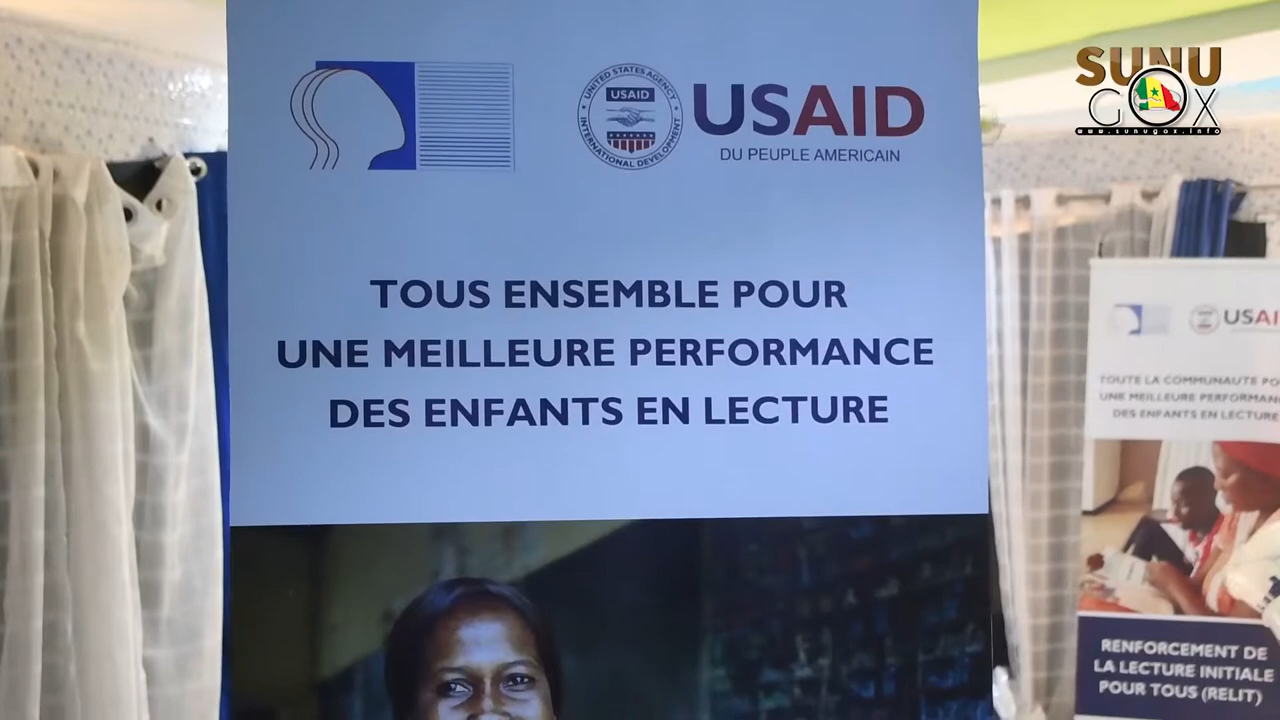 UNITED STATES AGENCY
USAID
INTERNATIONAL DEVELOPMENT
USAID
DU PEUPLE AMERICAIN
TOUS ENSEMBLE POUR
UNE MEILLEURE PERFORMANCE
DES ENFANTS EN LECTURE
SUNU
GOX
www.sunugox.info
USAI
TOUTE LA COMMUNAUTE PO
UNE MEILLEURE PERFORMAN
DES ENFANTS EN LECTURE
RENFORCEMENT DE
LA LECTURE INITIALE
POUR TOUS (RELIT)